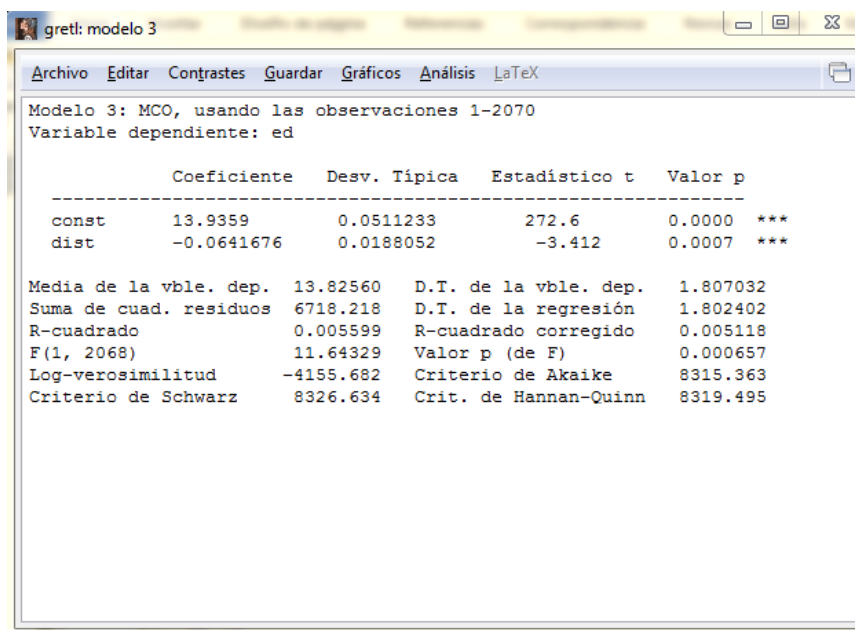 gretl: modelo 3
Archivo Editar Contrastes Guardar Gráficos Análisis LaTeX
Modelo 3: MCO, usando las observaciones 1-2070
Variable dependiente: ed
Coeficiente Desv. Típica Estadístico t Valor p
const 13.9359 0.0511233 272.6 0.0000 ***
dist -0.0641676 0.0188052 -3.412 0.0007 ***
Media de la vble. dep. 13.82560 D.T. de la vble. dep. 1.807032
Suma de cuad. residuos 6718.218 D.T. de la regresión 1.802402
R-cuadrado 0.005599 R-cuadrado corregido 0.005118
F(1, 2068) 11.64329 Valor p (de F) 0.000657
Log-verosimilitud -4155.682 Criterio de Akaike 8315.363
Criterio de Schwarz 8326.634 Crit. de Hannan-Quinn 8319.495